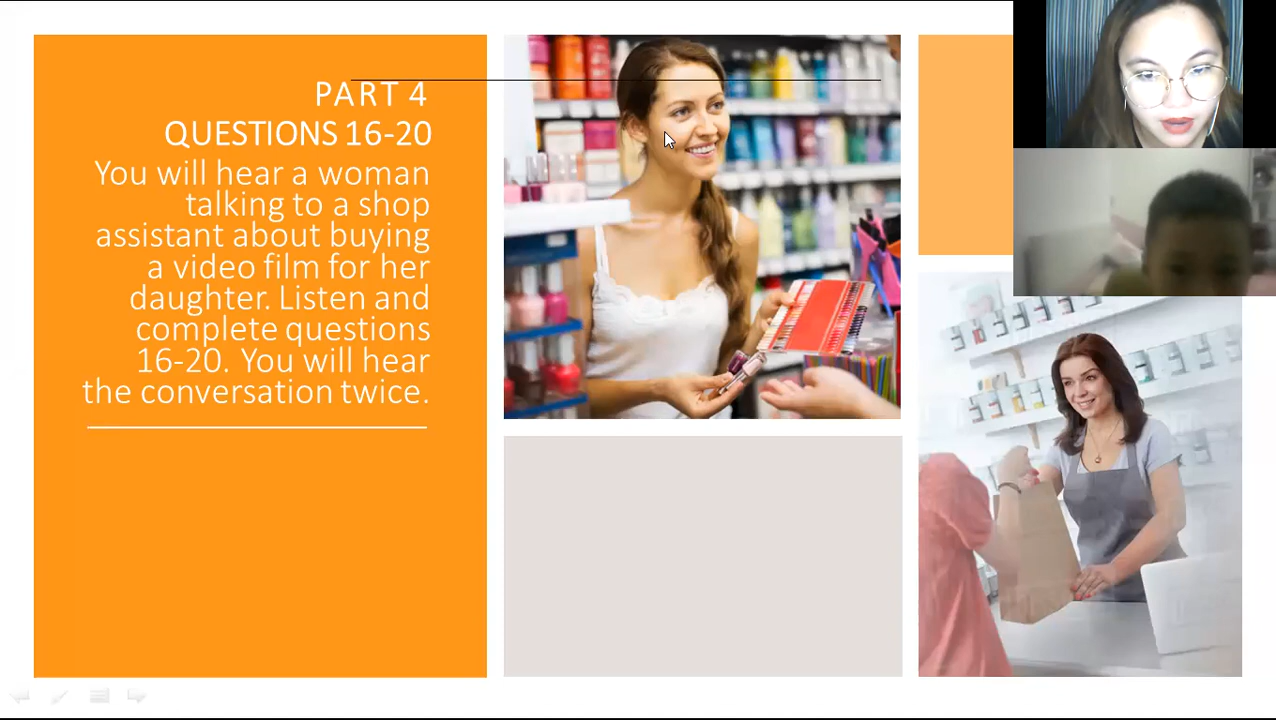 PART 4
QUESTIONS 16-20
You will hear a woman
talking to a shop
assistant about buying
a video film for her
daughter. Listen and
complete questions
16-20. You will hear
the conversation twice.